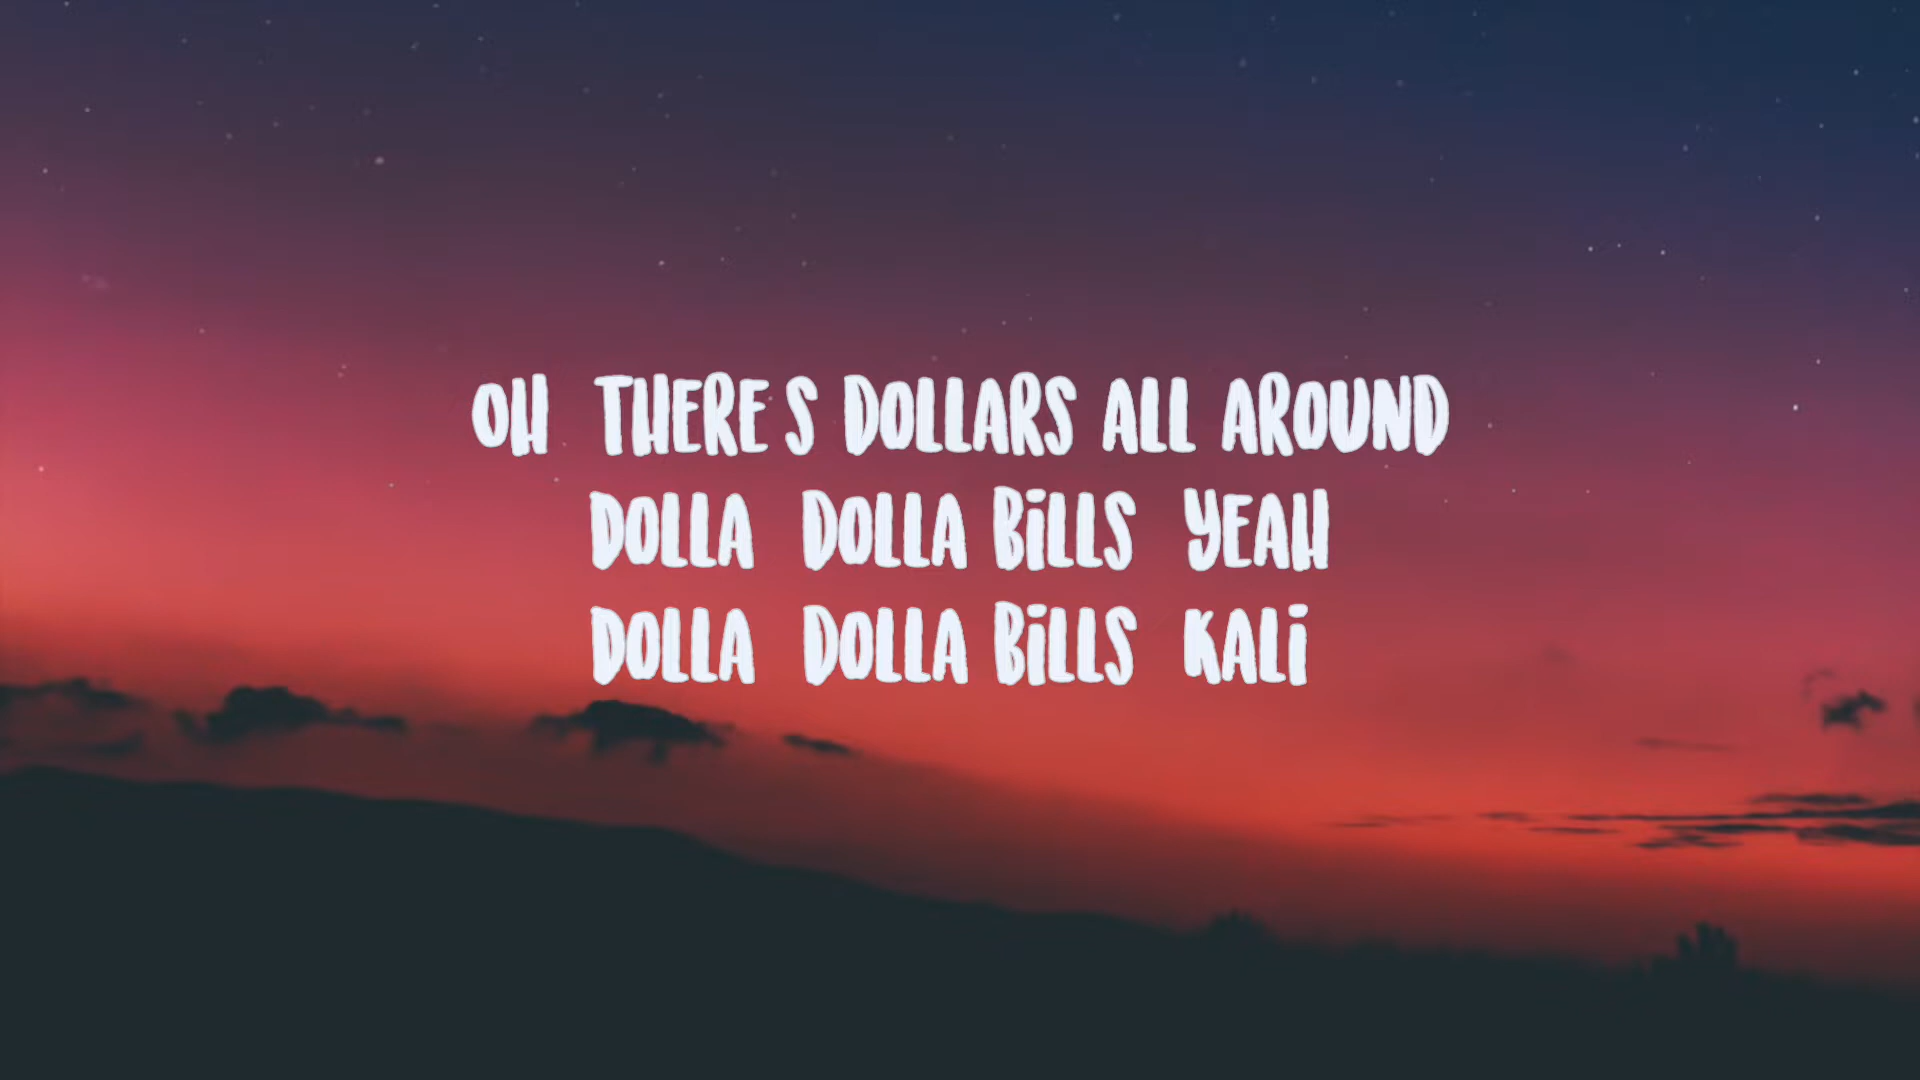 OH THERE S DOLLARS ALL AROUND
DOLLA DOLLA BiLLS YEAH
DOLLA DOLLA BiLLS KALi